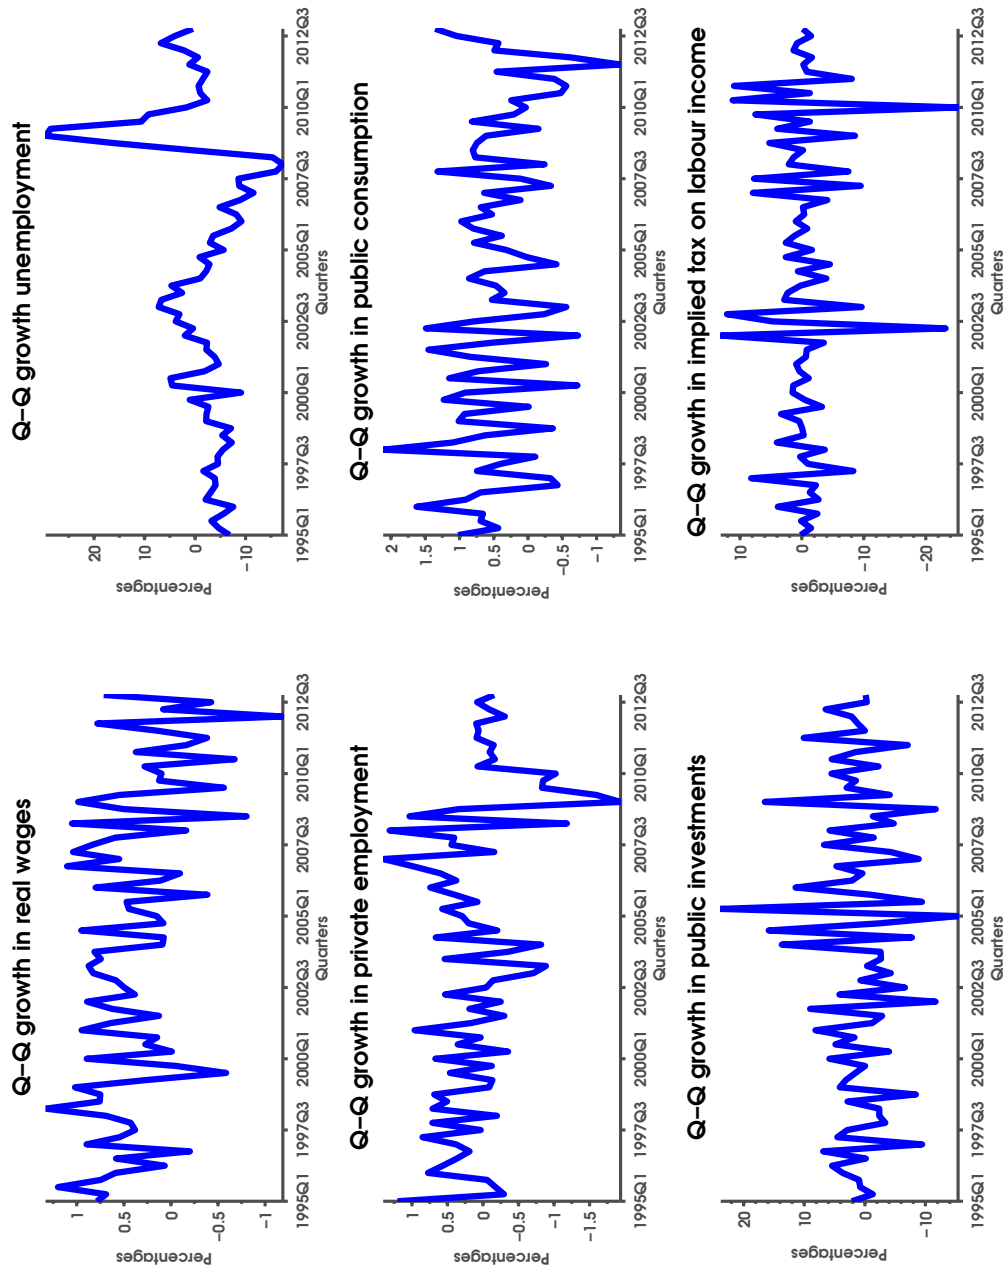 Q–Q growth in real wages
Percentages
1
0.5
0
−0.5
−1
1995Q1 1997Q3 2000Q1 2002Q3 2005Q1 2007Q3 2010Q1 2012Q3
Quarters
Q–Q growth unemployment
Percentages
20
10
0
−10
1995Q1 1997Q3 2000Q1 2002Q3 2005Q1 2007Q3 2010Q1 2012Q3
Quarters
Q–Q growth in private employment
Percentages
1
0.5
0
−0.5
−1
−1.5
1995Q1 1997Q3 2000Q1 2002Q3 2005Q1 2007Q3 2010Q1 2012Q3
Quarters
Q–Q growth in public consumption
Percentages
2
1.5
1
0.5
0
−0.5
−1
1995Q1 1997Q3 2000Q1 2002Q3 2005Q1 2007Q3 2010Q1 2012Q3
Quarters
Q–Q growth in public investments
Percentages
20
10
0
−10
1995Q1 1997Q3 2000Q1 2002Q3 2005Q1 2007Q3 2010Q1 2012Q3
Quarters
Q–Q growth in implied tax on labour income
Percentages
10
0
−10
−20
1995Q1 1997Q3 2000Q1 2002Q3 2005Q1 2007Q3 2010Q1 2012Q3
Quarters